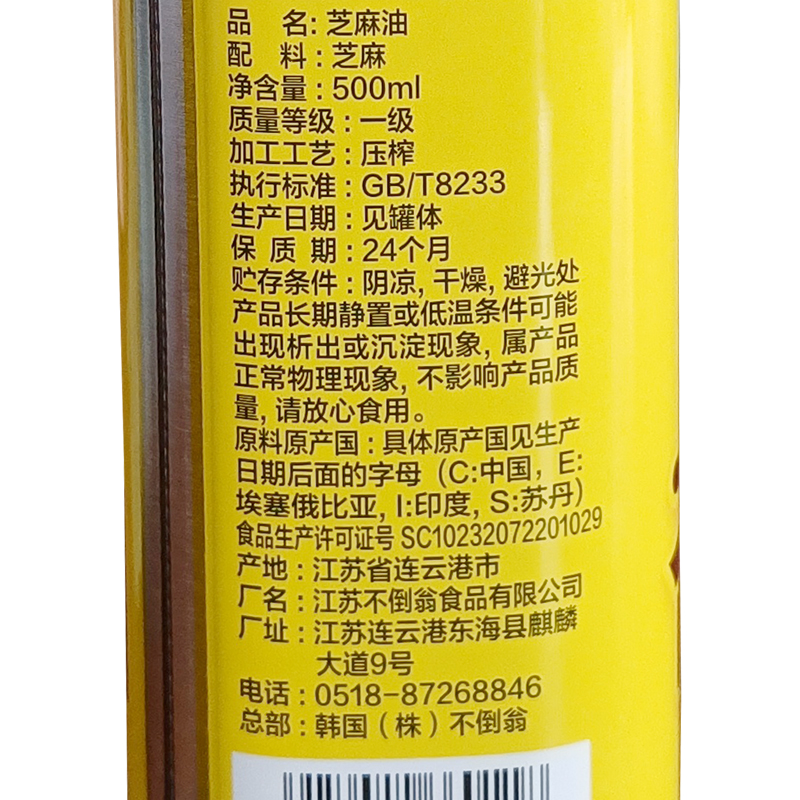 品 名: 芝麻油
配 料: 芝麻
净含量: 500ml
质量等级: 一级
加工工艺: 压榨
执行标准: GB/T8233
生产日期: 见罐体
保 质 期: 24个月
贮存条件: 阴凉, 干燥, 避光处
产品长期静置或低温条件可能
出现析出或沉淀现象, 属产品
正常物理现象, 不影响产品质
量, 请放心食用。
原料原产国: 具体原产国见生产
日期后面的字母 (C:中国, E:
埃塞俄比亚, I:印度, S:苏丹)
食品生产许可证号 SC10232072201029
产地: 江苏省连云港市
厂名: 江苏不倒翁食品有限公司
厂址: 江苏连云港东海县麒麟
大道9号
电话: 0518-87268846
总部: 韩国 (株) 不倒翁